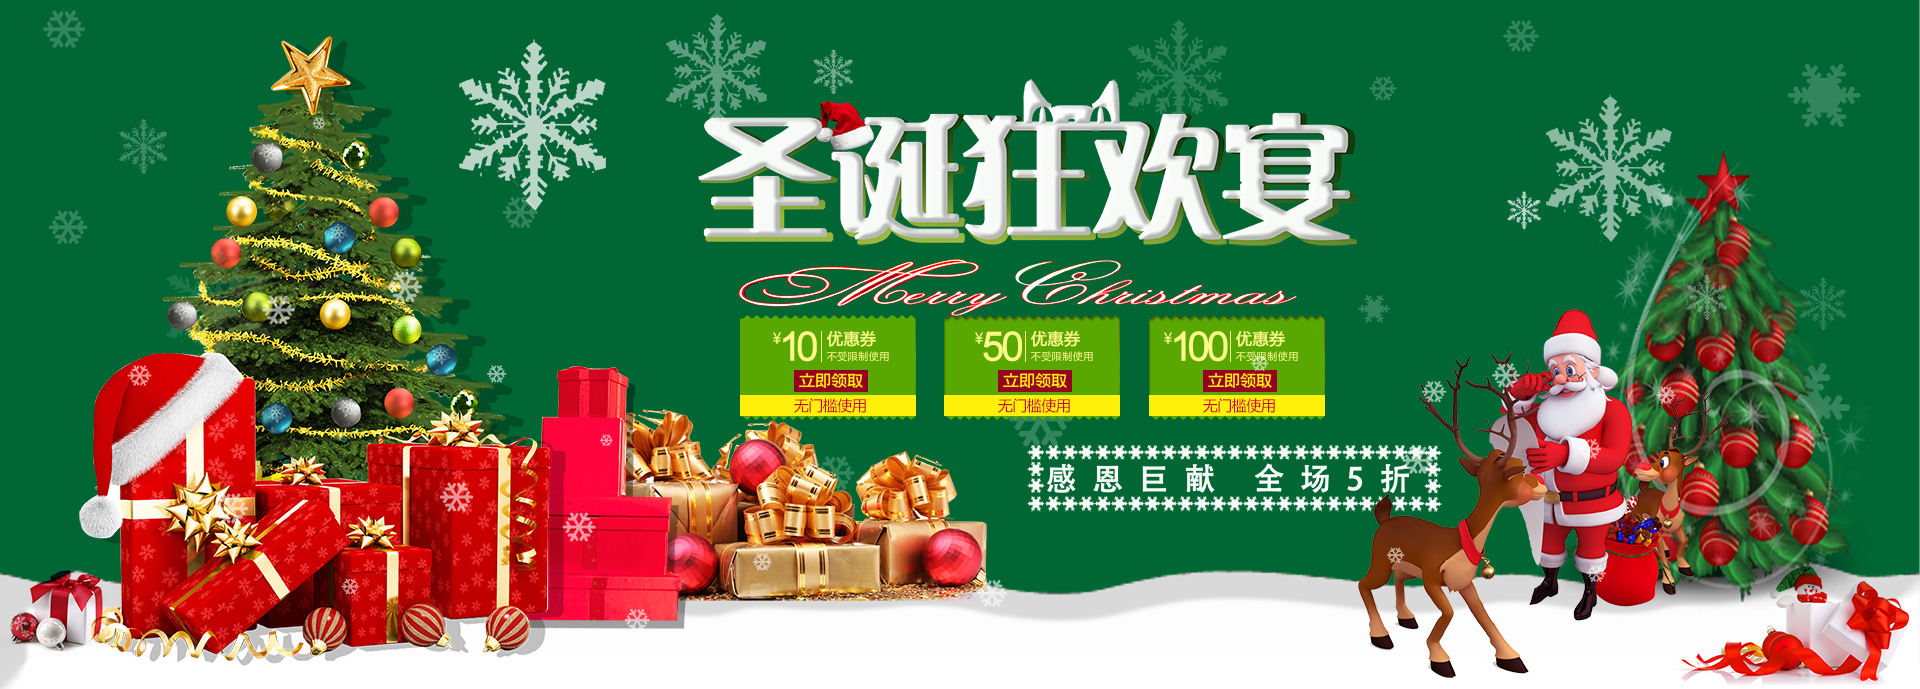 圣诞狂欢宴
Merry Christmas
¥10 优惠券
不受限制使用
立即领取
无门槛使用
¥50 优惠券
不受限制使用
立即领取
无门槛使用
¥100 优惠券
不受限制使用
立即领取
无门槛使用
感恩巨献 全场5折